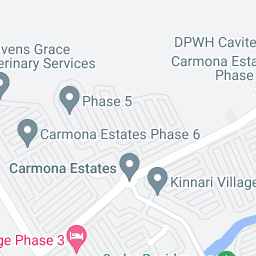 vens Grace
erinary Services
DPWH Cavite
Carmona Esta
Phase
Phase 5
Carmona Estates Phase 6
Carmona Estates
Kinnari Village
ge Phase 3